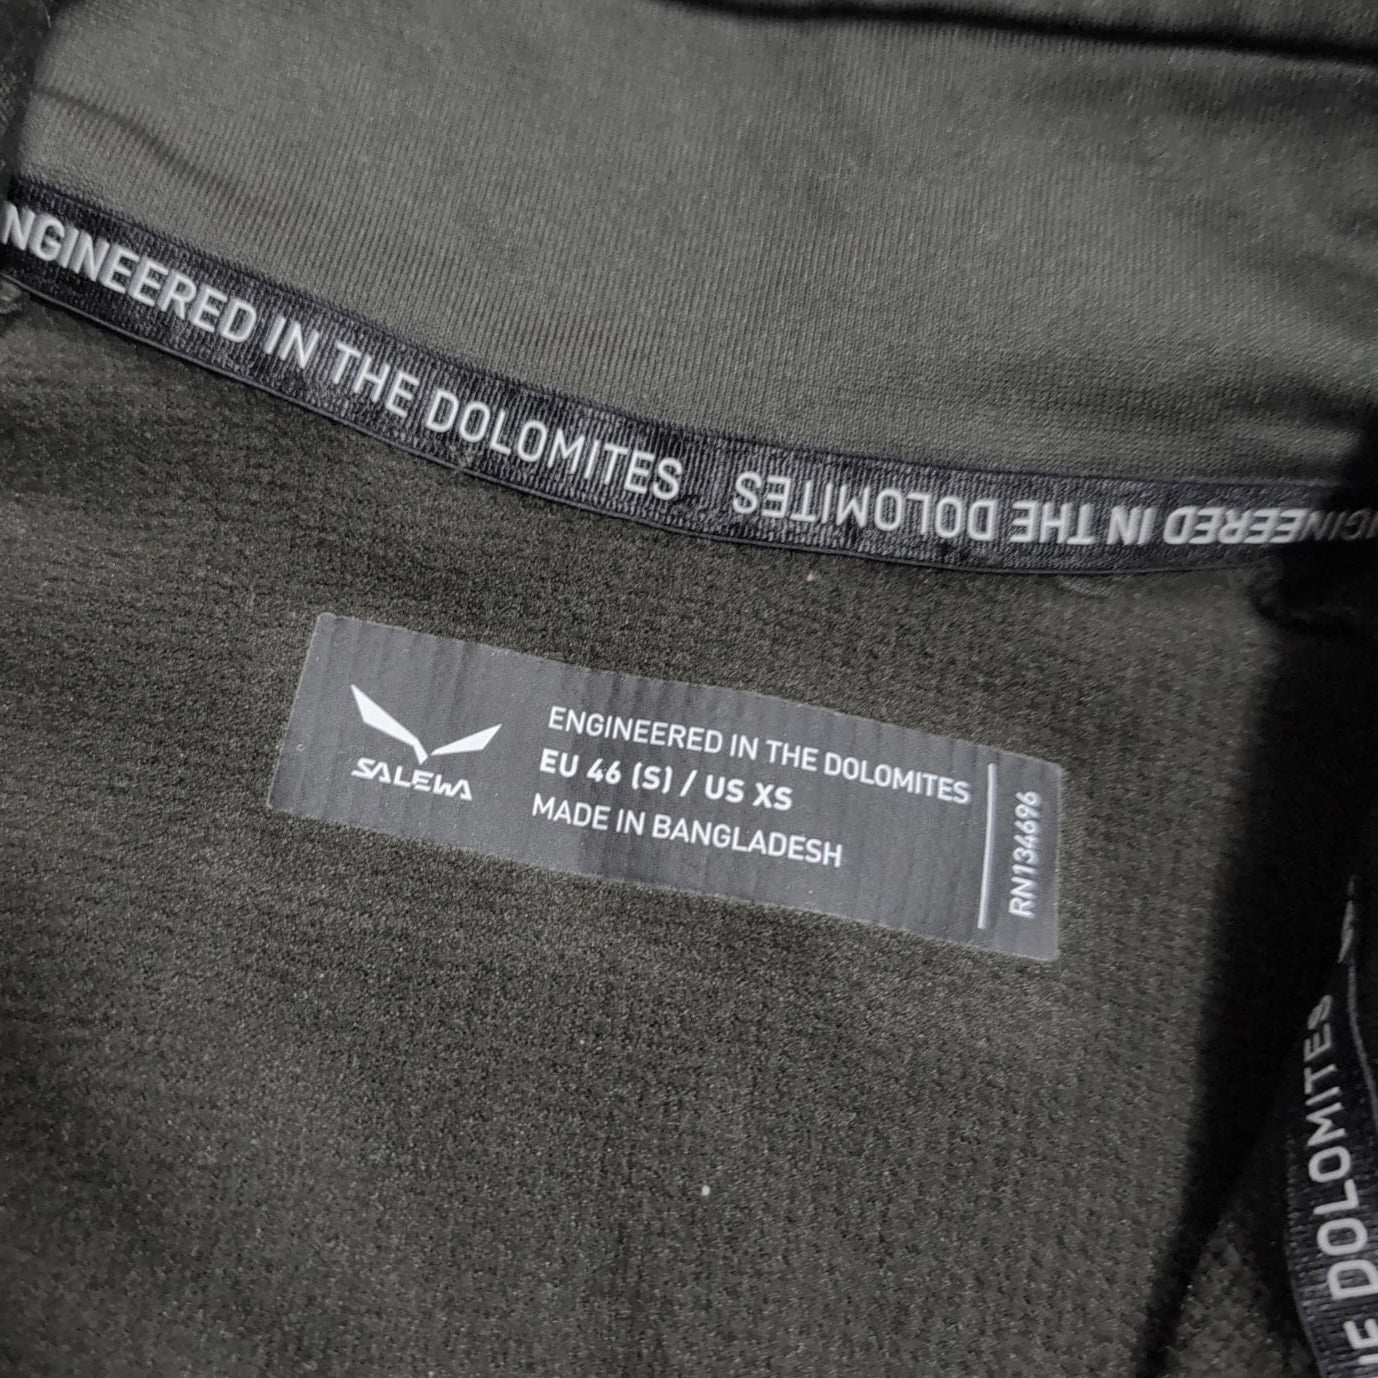 NGINEERED IN THE DOLOMITES
ENGINEERED IN THE DOLOMITES
SALEWA
ENGINEERED IN THE DOLOMITES
EU 46 (S) / US XS
MADE IN BANGLADESH
RN134696
DOLOMITES